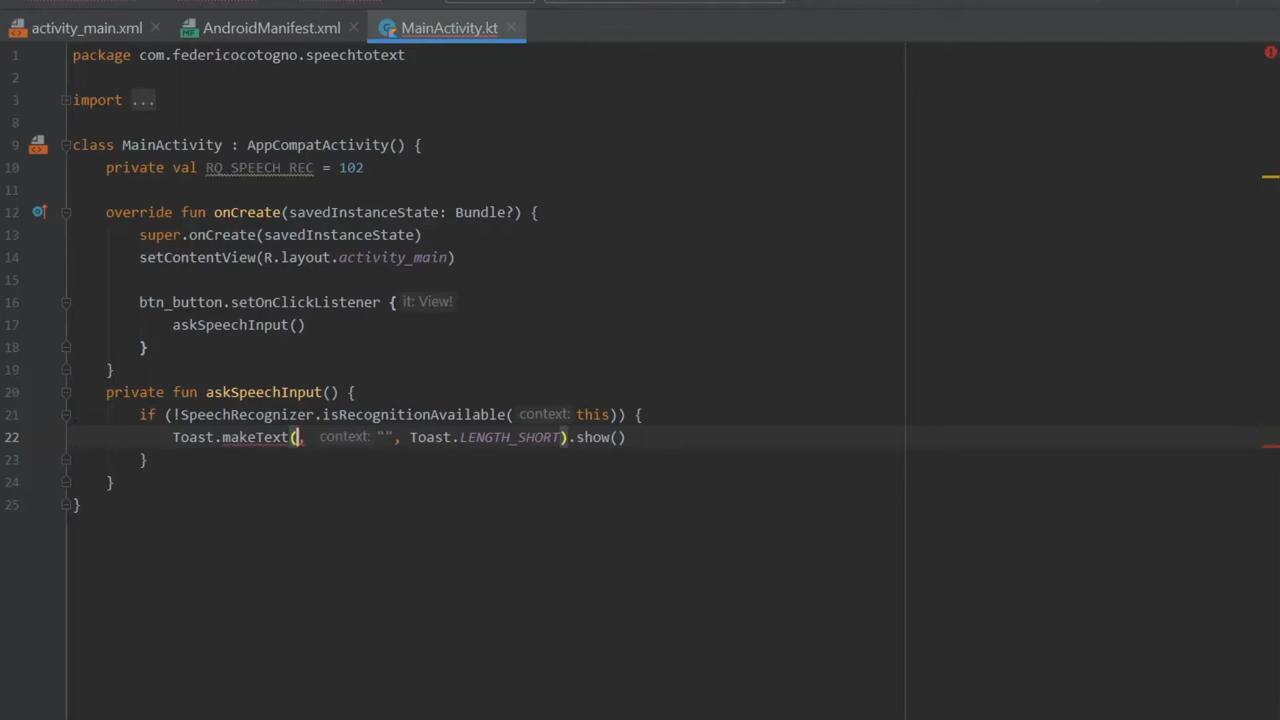 activity_main.xml AndroidManifest.xml MainActivity.kt
1 package com.federicocotogno.speechtotext
2
3 import ...
8
9 class MainActivity : AppCompatActivity() {
10 private val RQ_SPEECH_REC = 102
11
12 override fun onCreate(savedInstanceState: Bundle?) {
13 super.onCreate(savedInstanceState)
14 setContentView(R.layout.activity_main)
15
16 btn_button.setOnClickListener { it: View!
17 askSpeechInput()
18 }
19 }
20 private fun askSpeechInput() {
21 if (!SpeechRecognizer.isRecognitionAvailable( context: this)) {
22 Toast.makeText(, context: "", Toast.LENGTH_SHORT).show()
23 }
24 }
25 }